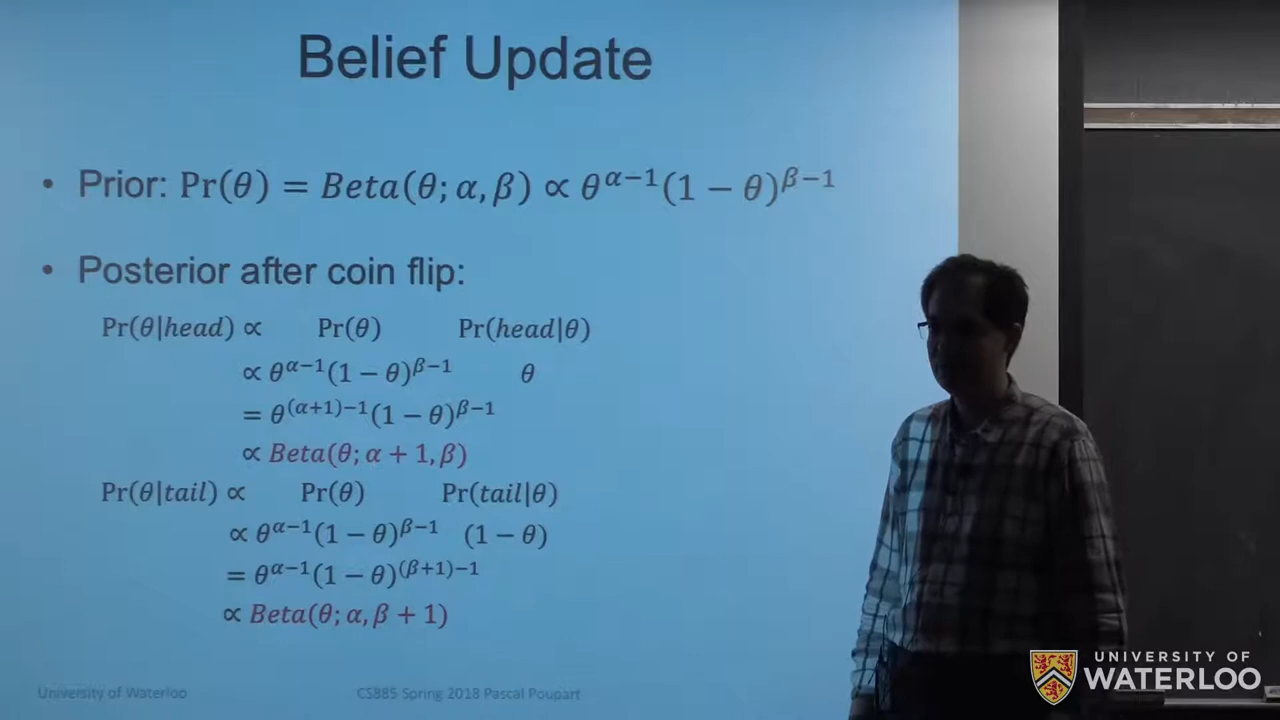 Belief Update
• Prior: Pr(θ) = Beta(θ; α, β) ∝ θ^{α−1}(1 − θ)^{β−1}
• Posterior after coin flip:
Pr(θ|head) ∝ Pr(θ) Pr(head|θ)
∝ θ^{α−1}(1 − θ)^{β−1} θ
= θ^{(α+1)−1}(1 − θ)^{β−1}
∝ Beta(θ; α + 1, β)
Pr(θ|tail) ∝ Pr(θ) Pr(tail|θ)
∝ θ^{α−1}(1 − θ)^{β−1} (1 − θ)
= θ^{α−1}(1 − θ)^{(β+1)−1}
∝ Beta(θ; α, β + 1)
University of Waterloo CS885 Spring 2018 Pascal Poupart
UNIVERSITY OF
WATERLOO